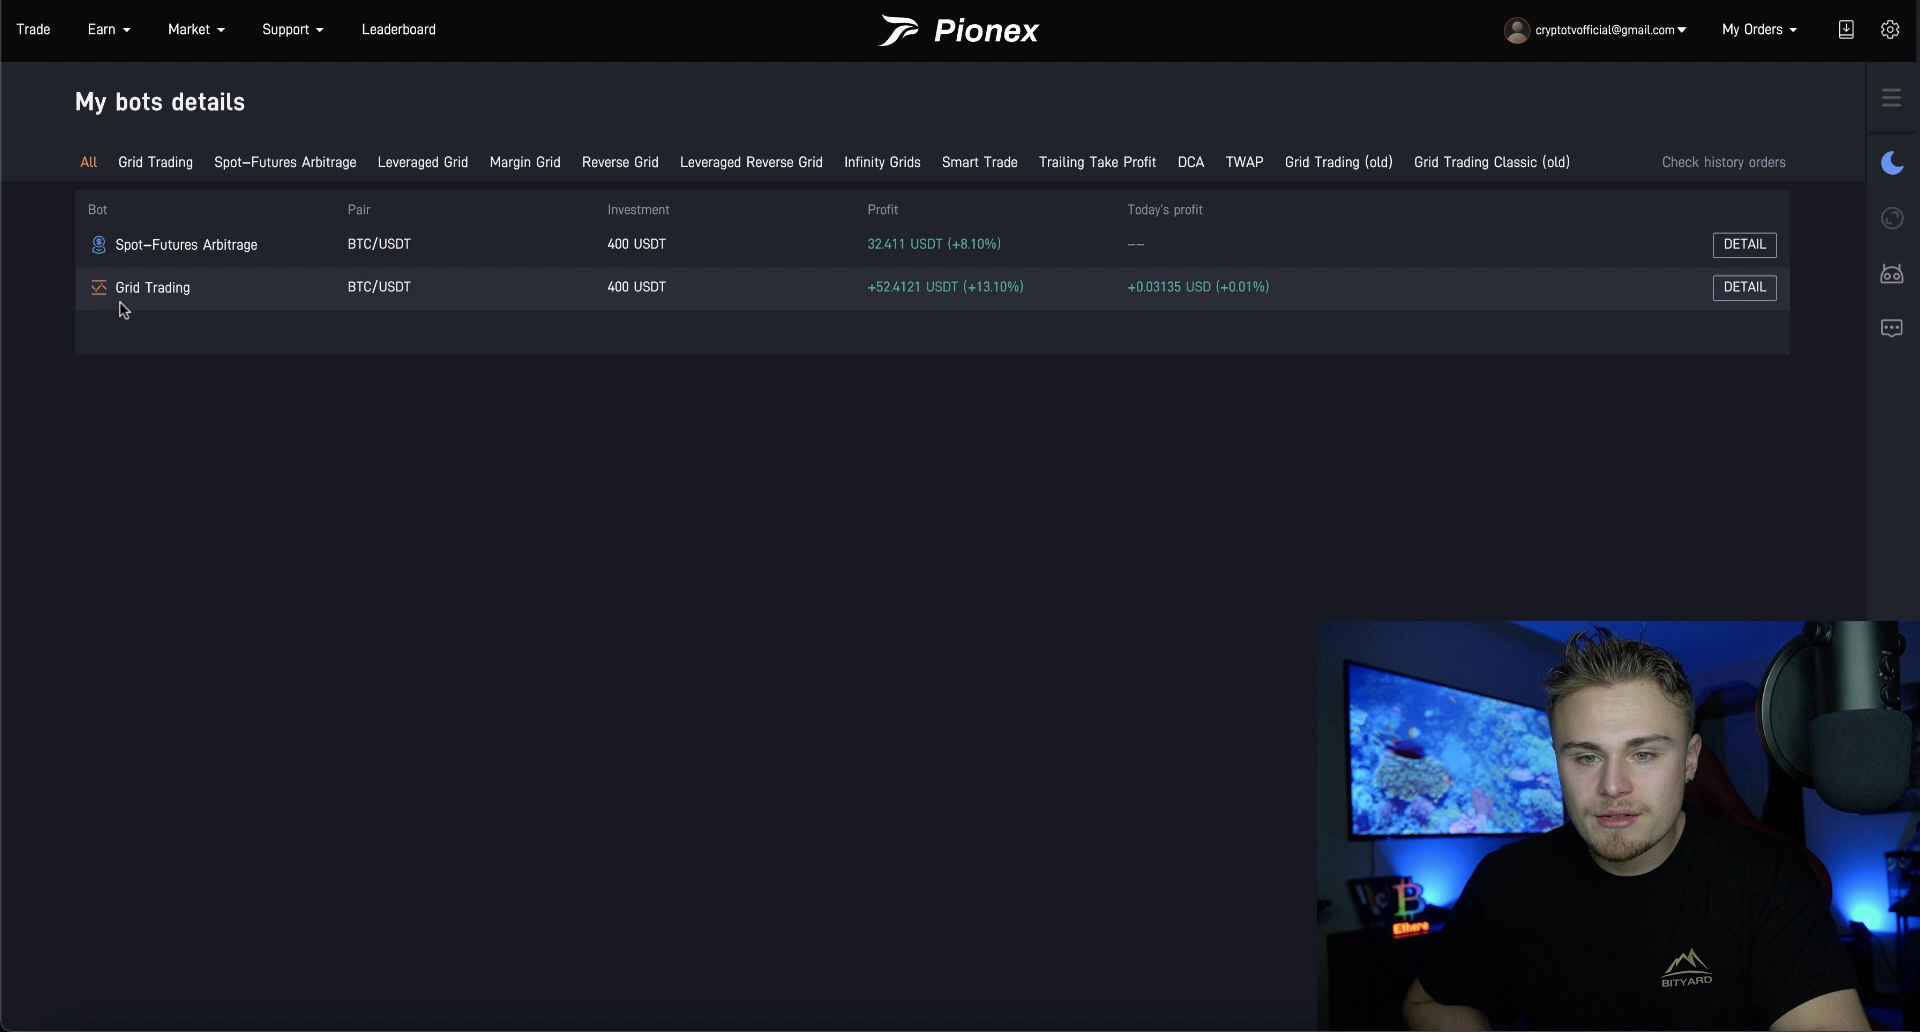 Trade Earn Market Support Leaderboard Pionex cryptotvofficial@gmail.com My Orders
My bots details
All Grid Trading Spot-Futures Arbitrage Leveraged Grid Margin Grid Reverse Grid Leveraged Reverse Grid Infinity Grids Smart Trade Trailing Take Profit DCA TWAP Grid Trading (old) Grid Trading Classic (old) Check history orders
Bot Pair Investment Profit Today's profit
Spot-Futures Arbitrage BTC/USDT 400 USDT 32.411 USDT (+8.10%) -- DETAIL
Grid Trading BTC/USDT 400 USDT +52.4121 USDT (+13.10%) +0.03135 USD (+0.01%) DETAIL
Ethere
BITYARD